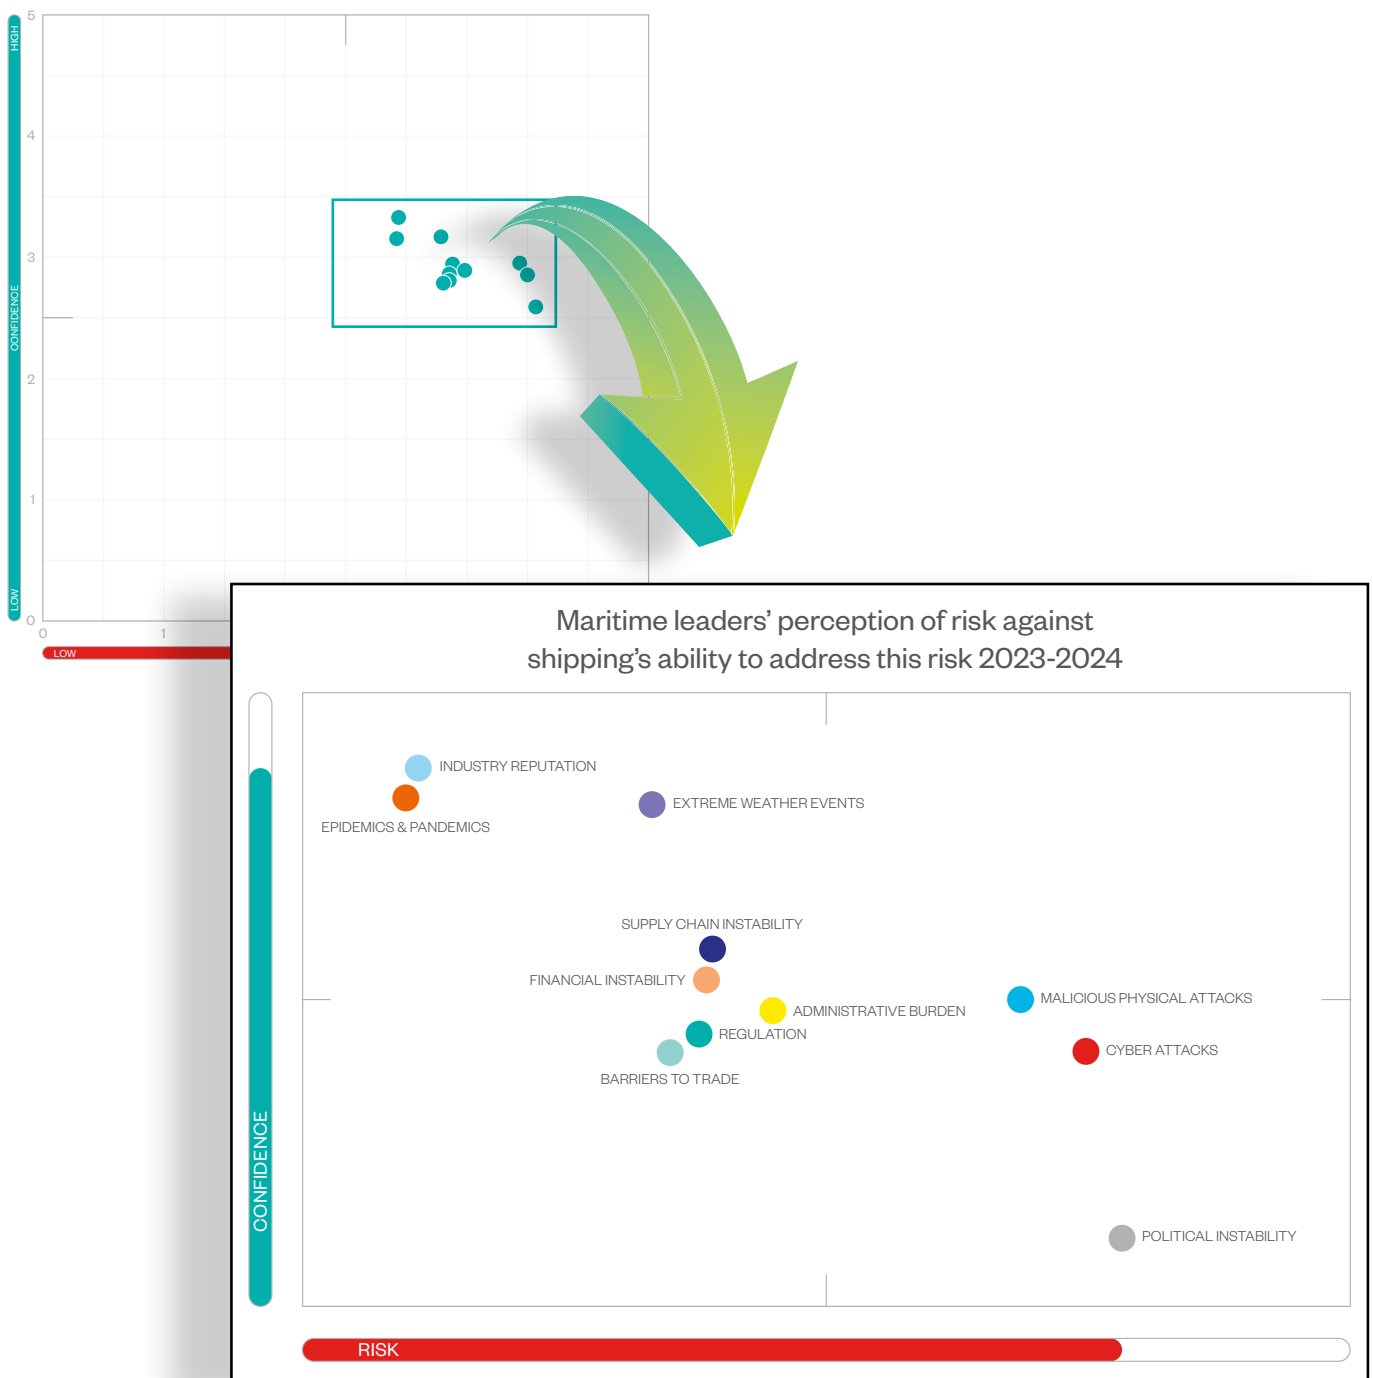 5
HIGH
4
3
CONFIDENCE
2
1
LOW
0
0
1
LOW
Maritime leaders' perception of risk against
shipping's ability to address this risk 2023-2024
INDUSTRY REPUTATION
EPIDEMICS & PANDEMICS
EXTREME WEATHER EVENTS
SUPPLY CHAIN INSTABILITY
FINANCIAL INSTABILITY
MALICIOUS PHYSICAL ATTACKS
ADMINISTRATIVE BURDEN
REGULATION
CYBER ATTACKS
BARRIERS TO TRADE
CONFIDENCE
POLITICAL INSTABILITY
RISK